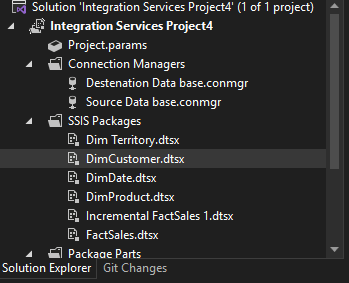 Solution 'Integration Services Project4' (1 of 1 project)
Integration Services Project4
Project.params
Connection Managers
Destenation Data base.conmgr
Source Data base.conmgr
SSIS Packages
Dim Territory.dtsx
DimCustomer.dtsx
DimDate.dtsx
DimProduct.dtsx
Incremental FactSales 1.dtsx
FactSales.dtsx
Package Parts
Solution Explorer Git Changes